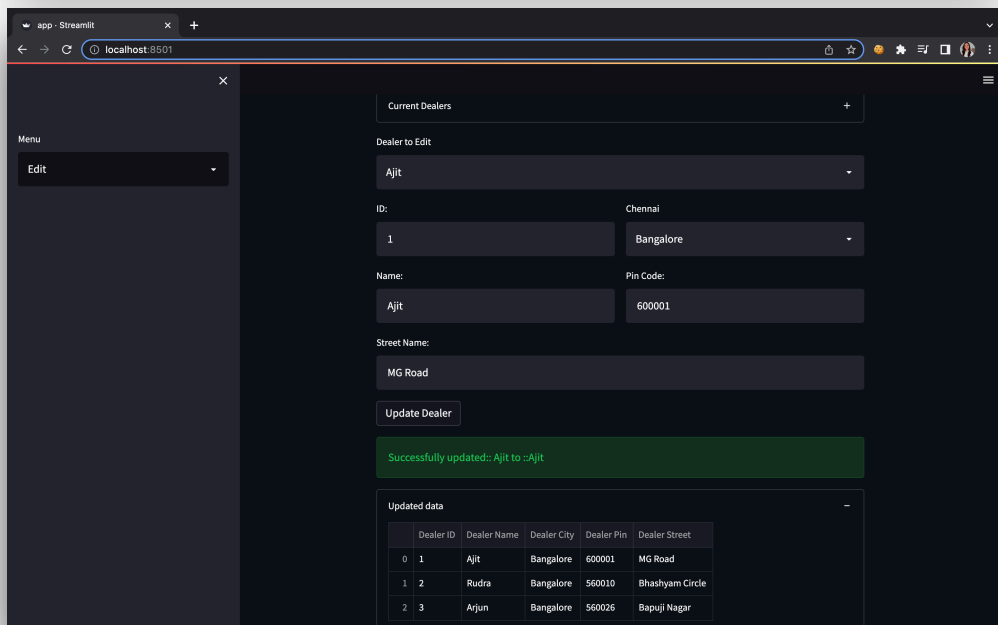 app · Streamlit
localhost:8501
Current Dealers
Menu
Edit
Dealer to Edit
Ajit
ID:
Chennai
1
Bangalore
Name:
Pin Code:
Ajit
600001
Street Name:
MG Road
Update Dealer
Successfully updated:: Ajit to ::Ajit
Updated data
Dealer ID Dealer Name Dealer City Dealer Pin Dealer Street
0 1 Ajit Bangalore 600001 MG Road
1 2 Rudra Bangalore 560010 Bhashyam Circle
2 3 Arjun Bangalore 560026 Bapuji Nagar